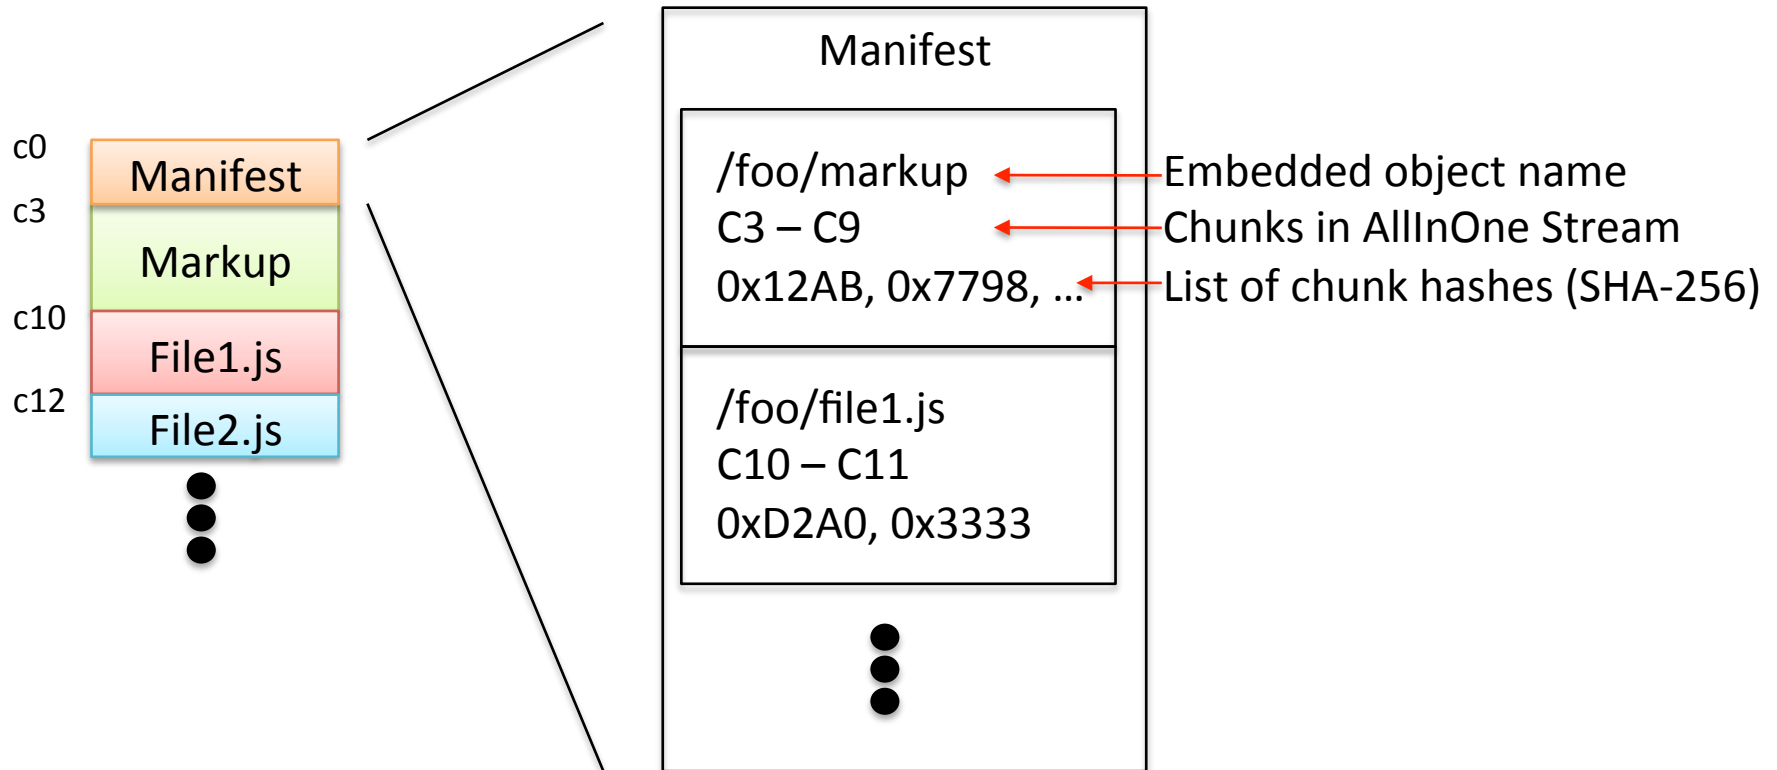 c0
Manifest
c3
Markup
c10
File1.js
c12
File2.js
Manifest
/foo/markup
C3 – C9
0x12AB, 0x7798, ...
Embedded object name
Chunks in AllInOne Stream
List of chunk hashes (SHA-256)
/foo/file1.js
C10 – C11
0xD2A0, 0x3333